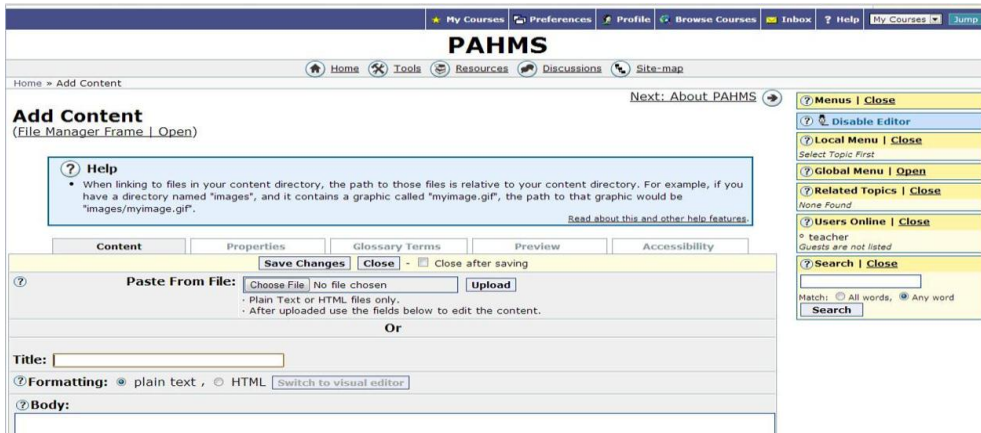 My Courses Preferences Profile Browse Courses Inbox ? Help My Courses Jump
PAHMS
Home Tools Resources Discussions Site-map
Home » Add Content
Next: About PAHMS
Add Content
(File Manager Frame | Open)
? Help
• When linking to files in your content directory, the path to those files is relative to your content directory. For example, if you
have a directory named "images", and it contains a graphic called "myimage.gif", the path to that graphic would be
"images/myimage.gif".
Read about this and other help features.
Content Properties Glossary Terms Preview Accessibility
Save Changes Close - Close after saving
? Paste From File: Choose File No file chosen Upload
· Plain Text or HTML files only.
· After uploaded use the fields below to edit the content.
Or
Title:
? Formatting: plain text , HTML Switch to visual editor
? Body:
? Menus | Close
? Disable Editor
? Local Menu | Close
Select Topic First
? Global Menu | Open
? Related Topics | Close
None Found
? Users Online | Close
° teacher
Guests are not listed
? Search | Close
Match: All words, Any word
Search